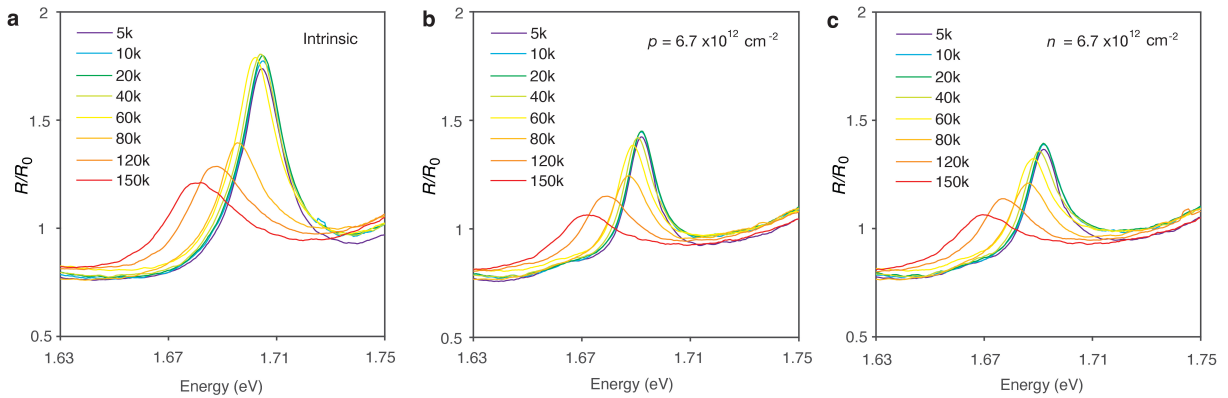 a
2
1.5
1
0.5
R/R0
5k
10k
20k
40k
60k
80k
120k
150k
Intrinsic
1.63
1.67
1.71
1.75
Energy (eV)
b
2
1.5
1
0.5
R/R0
5k
10k
20k
40k
60k
80k
120k
150k
p = 6.7 x10¹² cm⁻²
1.63
1.67
1.71
1.75
Energy (eV)
c
2
1.5
1
0.5
R/R0
5k
10k
20k
40k
60k
80k
120k
150k
n = 6.7 x10¹² cm⁻²
1.63
1.67
1.71
1.75
Energy (eV)